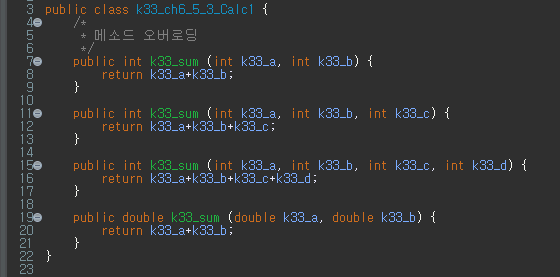 3 public class k33_ch6_5_3_Calc1 {
4 /*
5 * 메소드 오버로딩
6 */
7 public int k33_sum (int k33_a, int k33_b) {
8 return k33_a+k33_b;
9 }
10
11 public int k33_sum (int k33_a, int k33_b, int k33_c) {
12 return k33_a+k33_b+k33_c;
13 }
14
15 public int k33_sum (int k33_a, int k33_b, int k33_c, int k33_d) {
16 return k33_a+k33_b+k33_c+k33_d;
17 }
18
19 public double k33_sum (double k33_a, double k33_b) {
20 return k33_a+k33_b;
21 }
22 }
23